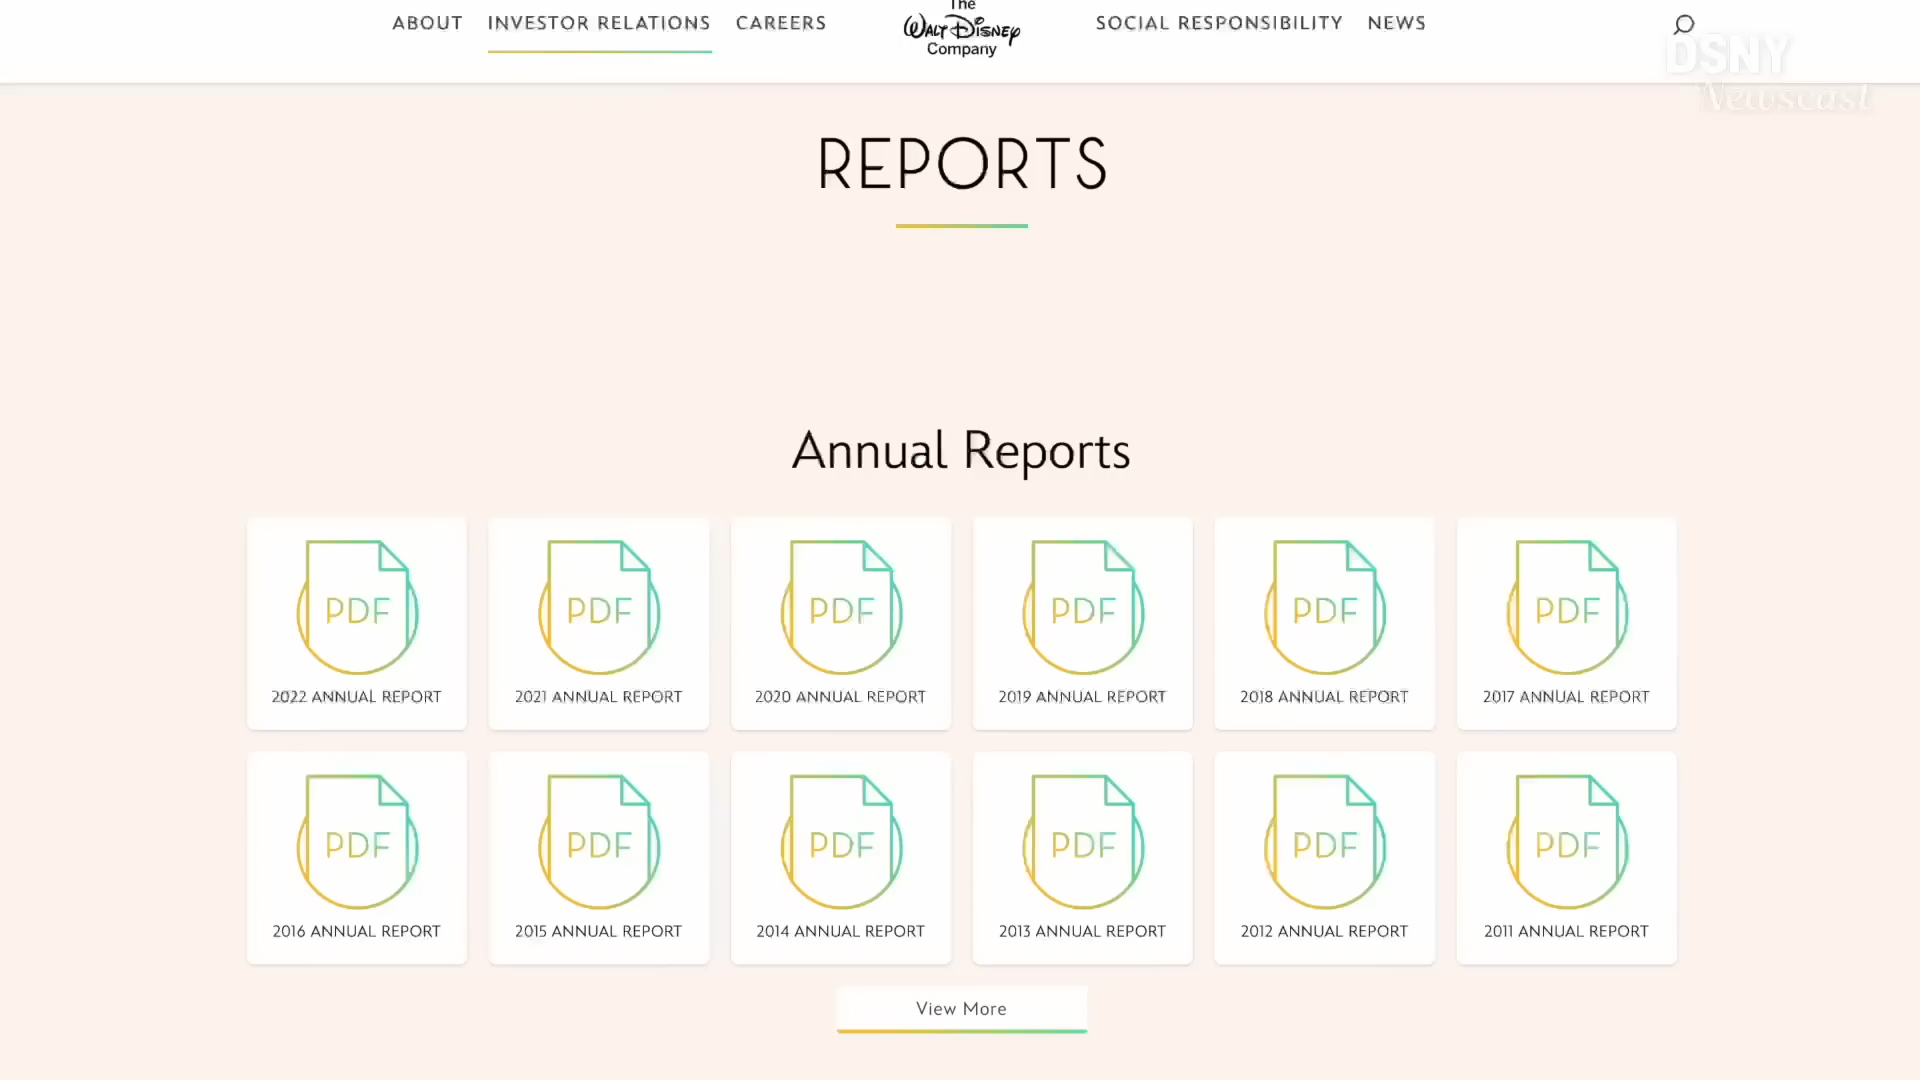 ABOUT INVESTOR RELATIONS CAREERS
The
WALT DISNEY
Company
SOCIAL RESPONSIBILITY NEWS
DSNY
Newscast
REPORTS
Annual Reports
PDF PDF PDF PDF PDF PDF
2022 ANNUAL REPORT 2021 ANNUAL REPORT 2020 ANNUAL REPORT 2019 ANNUAL REPORT 2018 ANNUAL REPORT 2017 ANNUAL REPORT
PDF PDF PDF PDF PDF PDF
2016 ANNUAL REPORT 2015 ANNUAL REPORT 2014 ANNUAL REPORT 2013 ANNUAL REPORT 2012 ANNUAL REPORT 2011 ANNUAL REPORT
View More